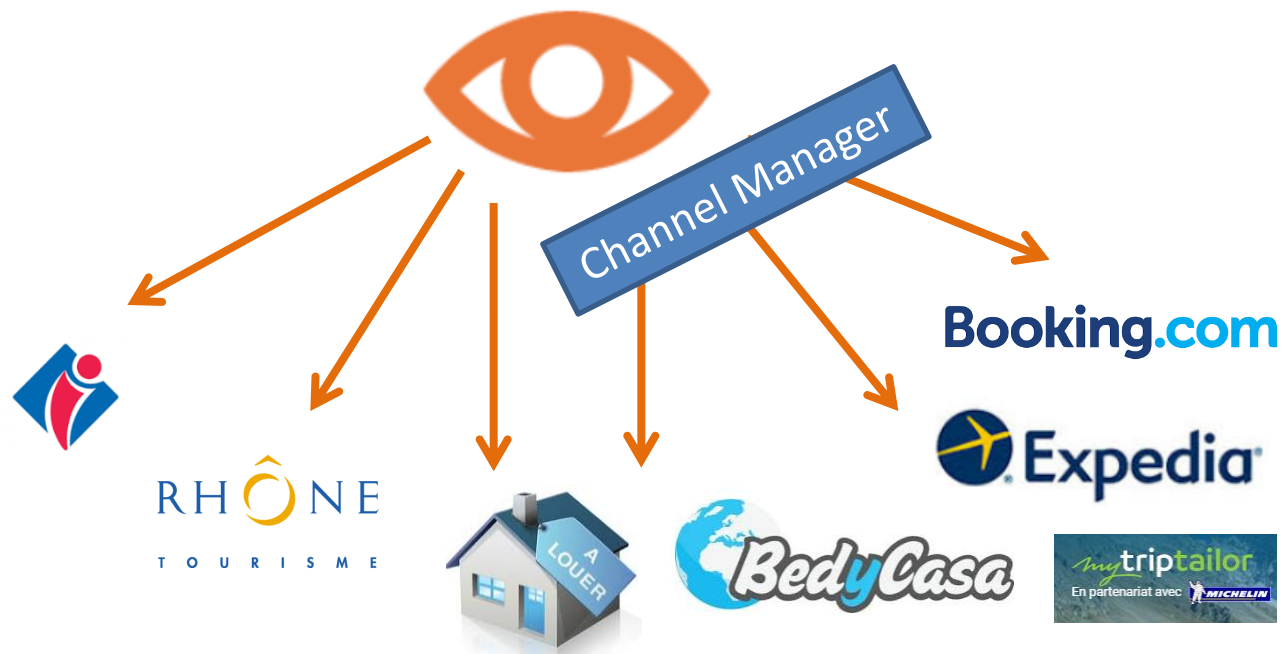 Channel Manager
Booking.com
Expedia
RHÔNE
TOURISME
A
LOUER
BedyCasa
mytriptailor
En partenariat avec MICHELIN